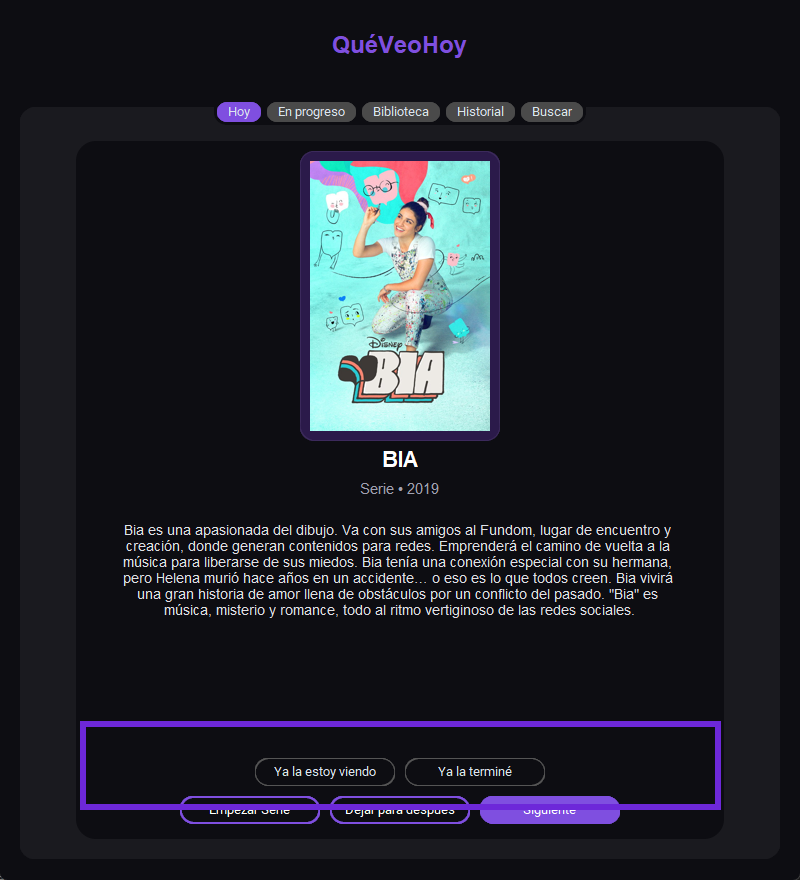 QuéVeoHoy
Hoy
En progreso
Biblioteca
Historial
Buscar
Disney
BIA
BIA
Serie • 2019
Bia es una apasionada del dibujo. Va con sus amigos al Fundom, lugar de encuentro y
creación, donde generan contenidos para redes. Emprenderá el camino de vuelta a la
música para liberarse de sus miedos. Bia tenía una conexión especial con su hermana,
pero Helena murió hace años en un accidente… o eso es lo que todos creen. Bia vivirá
una gran historia de amor llena de obstáculos por un conflicto del pasado. "Bia" es
música, misterio y romance, todo al ritmo vertiginoso de las redes sociales.
Ya la estoy viendo
Ya la terminé
Empezar Serie
Dejar para después
Siguiente